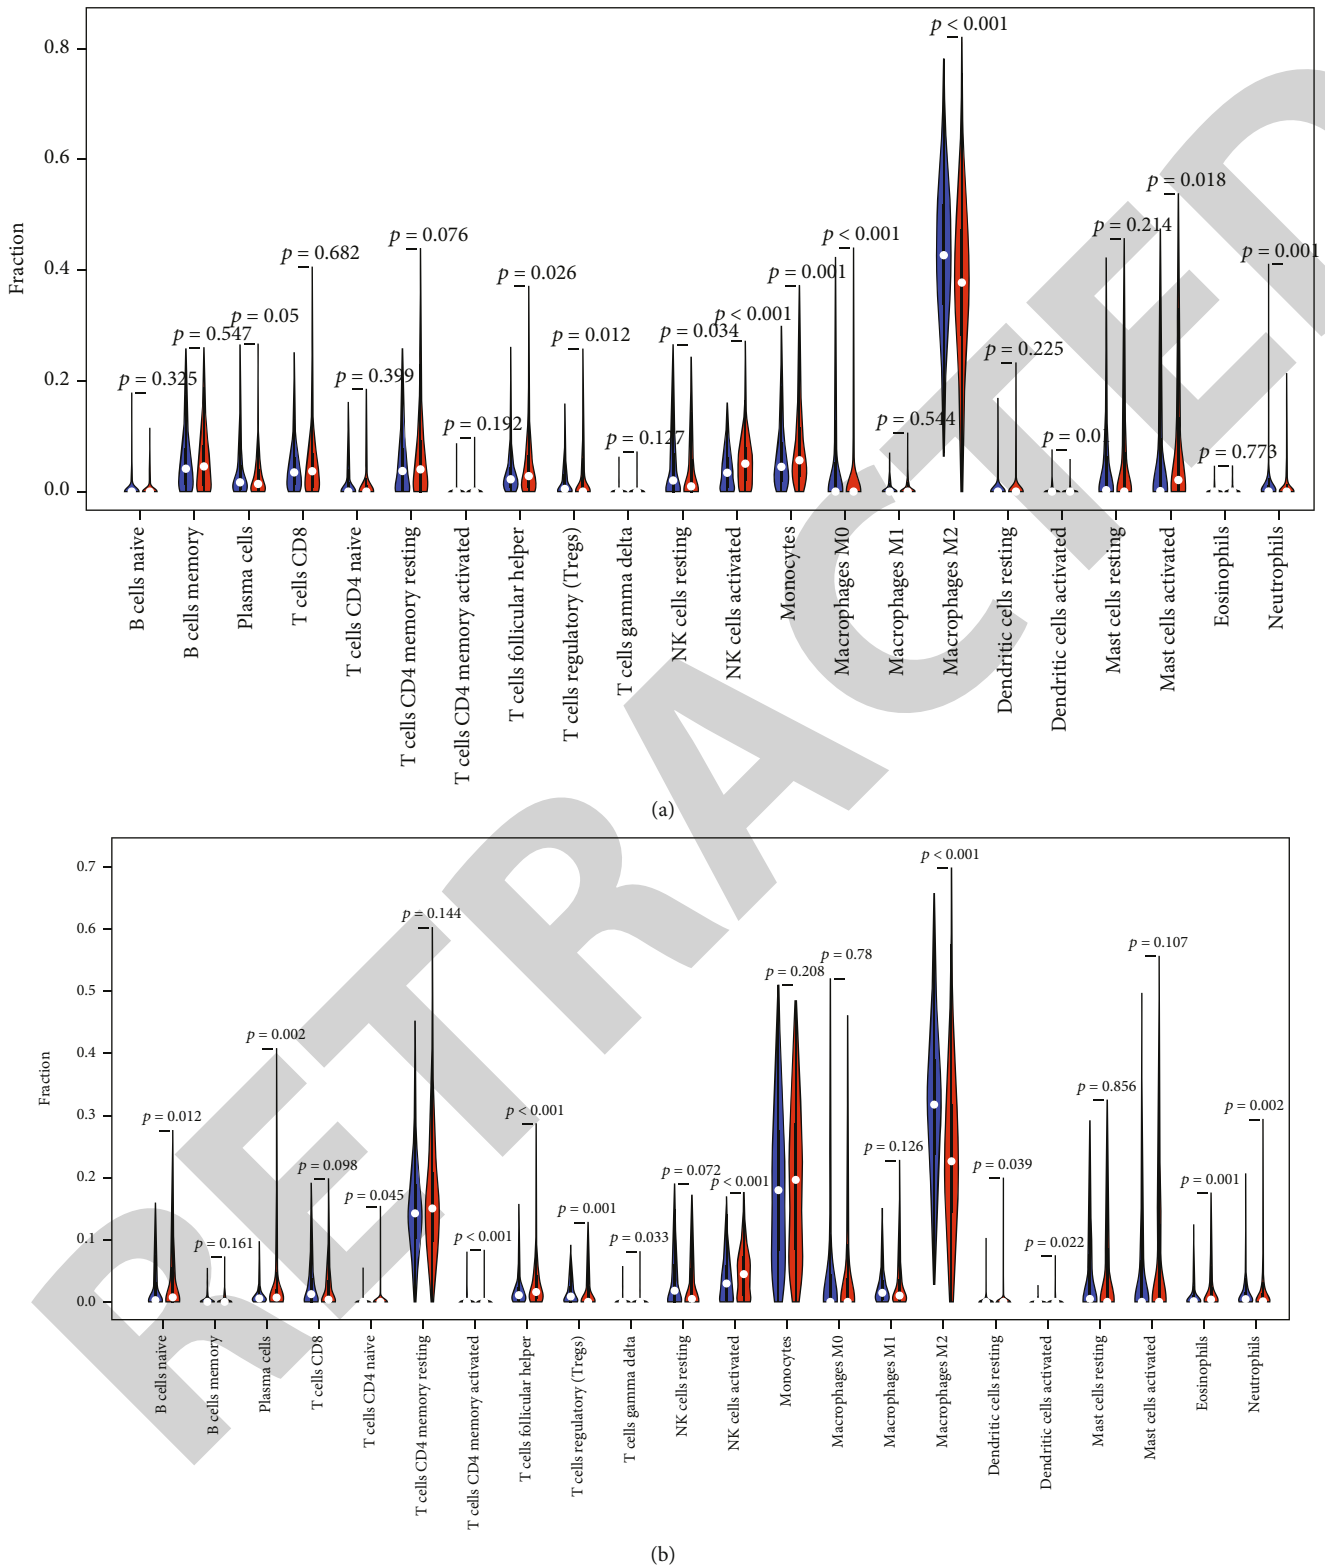 RETRACTED
Fraction
0.8
0.6
0.4
0.2
0.0
p = 0.325
p = 0.547
p = 0.05
p = 0.682
p = 0.399
p = 0.076
p = 0.192
p = 0.026
p = 0.012
p = 0.127
p = 0.034
p < 0.001
p = 0.001
p < 0.001
p = 0.544
p < 0.001
p = 0.225
p = 0.01
p = 0.214
p = 0.018
p = 0.773
p = 0.001
B cells naive
B cells memory
Plasma cells
T cells CD8
T cells CD4 naive
T cells CD4 memory resting
T cells CD4 memory activated
T cells follicular helper
T cells regulatory (Tregs)
T cells gamma delta
NK cells resting
NK cells activated
Monocytes
Macrophages M0
Macrophages M1
Macrophages M2
Dendritic cells resting
Dendritic cells activated
Mast cells resting
Mast cells activated
Eosinophils
Neutrophils
(a)
Fraction
0.7
0.6
0.5
0.4
0.3
0.2
0.1
0.0
p = 0.012
p = 0.161
p = 0.002
p = 0.098
p = 0.045
p = 0.144
p < 0.001
p < 0.001
p = 0.001
p = 0.033
p = 0.072
p < 0.001
p = 0.208
p = 0.78
p = 0.126
p < 0.001
p = 0.039
p = 0.022
p = 0.856
p = 0.107
p = 0.001
p = 0.002
B cells naive
B cells memory
Plasma cells
T cells CD8
T cells CD4 naive
T cells CD4 memory resting
T cells CD4 memory activated
T cells follicular helper
T cells regulatory (Tregs)
T cells gamma delta
NK cells resting
NK cells activated
Monocytes
Macrophages M0
Macrophages M1
Macrophages M2
Dendritic cells resting
Dendritic cells activated
Mast cells resting
Mast cells activated
Eosinophils
Neutrophils
(b)